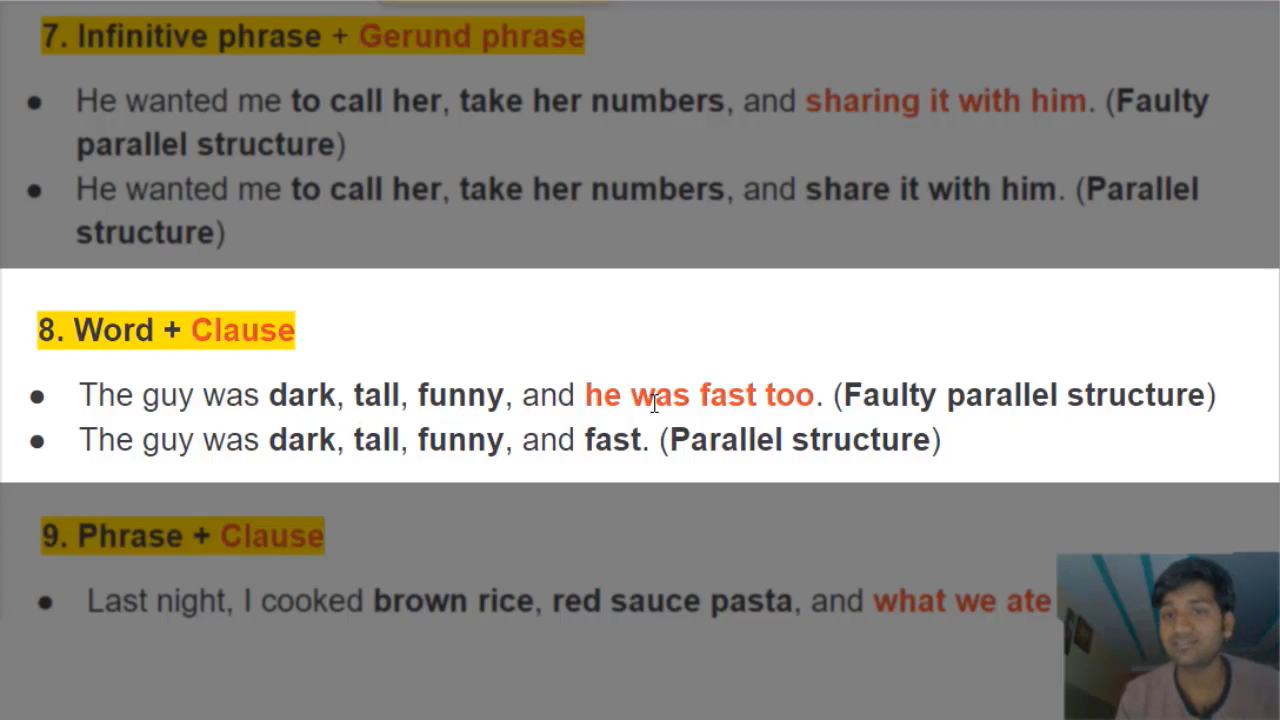 7. Infinitive phrase + Gerund phrase
● He wanted me to call her, take her numbers, and sharing it with him. (Faulty
parallel structure)
● He wanted me to call her, take her numbers, and share it with him. (Parallel
structure)
8. Word + Clause
● The guy was dark, tall, funny, and he was fast too. (Faulty parallel structure)
● The guy was dark, tall, funny, and fast. (Parallel structure)
9. Phrase + Clause
● Last night, I cooked brown rice, red sauce pasta, and what we ate